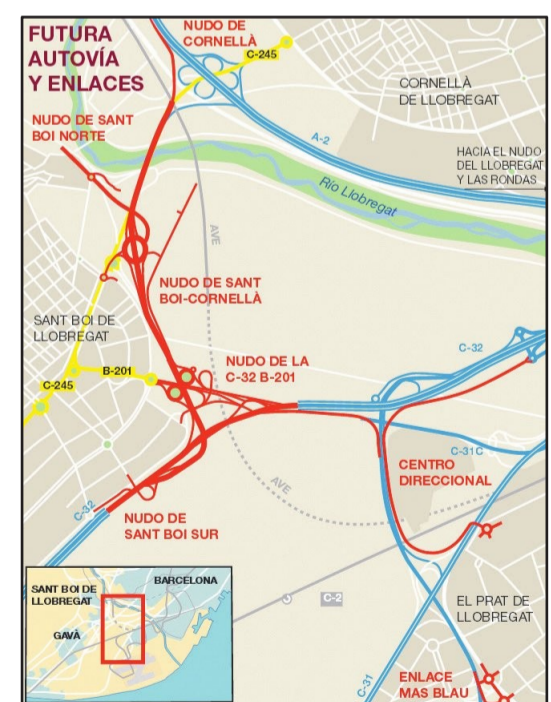 FUTURA
AUTOVÍA
Y ENLACES
NUDO DE
CORNELLÀ
C-245
CORNELLÀ
DE LLOBREGAT
NUDO DE SANT
BOI NORTE
A-2
HACIA EL NUDO
DEL LLOBREGAT
Y LAS RONDAS
Río Llobregat
AVE
NUDO DE SANT
BOI-CORNELLÀ
SANT BOI DE
LLOBREGAT
C-32
NUDO DE LA
C-32 B-201
B-201
C-245
C-31C
CENTRO
DIRECCIONAL
AVE
C-32
NUDO DE
SANT BOI SUR
BARCELONA
SANT BOI DE
LLOBREGAT
GAVÀ
C-2
EL PRAT DE
LLOBREGAT
C-31
ENLACE
MAS BLAU